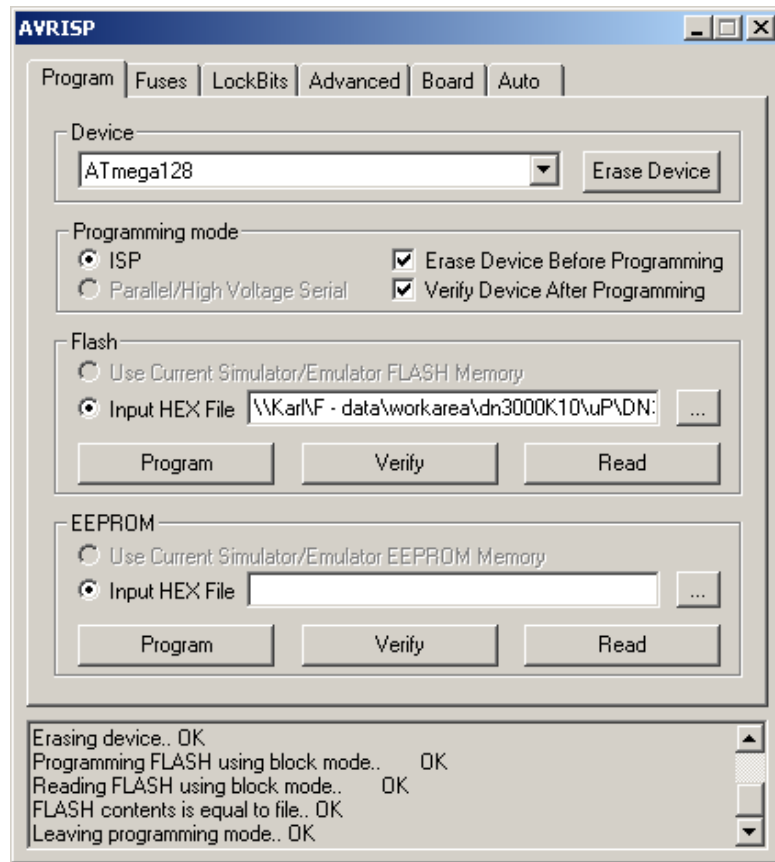 AVRISP
Program Fuses LockBits Advanced Board Auto
Device
ATmega128 Erase Device
Programming mode
ISP Erase Device Before Programming
Parallel/High Voltage Serial Verify Device After Programming
Flash
Use Current Simulator/Emulator FLASH Memory
Input HEX File \\Karl\F - data\workarea\dn3000K10\uP\DN: ...
Program Verify Read
EEPROM
Use Current Simulator/Emulator EEPROM Memory
Input HEX File ...
Program Verify Read
Erasing device.. OK
Programming FLASH using block mode.. OK
Reading FLASH using block mode.. OK
FLASH contents is equal to file.. OK
Leaving programming mode.. OK